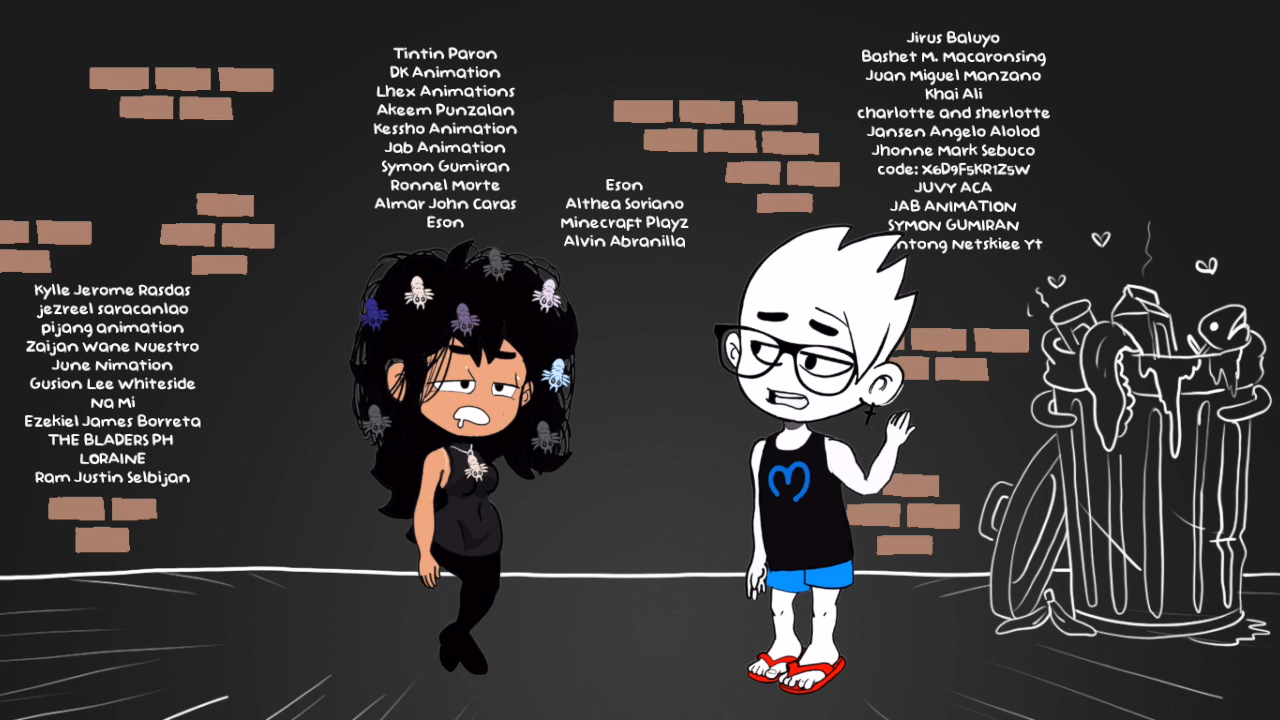 Kylle Jerome Rasdas
jezreel saracanlao
pijang animation
Zaijan Wane Nuestro
June Nimation
Gusion Lee Whiteside
Na Mi
Ezekiel James Borreta
THE BLADERS PH
LORAINE
Ram Justin Selbijan
Tintin Paron
DK Animation
Lhex Animations
Akeem Punzalan
Kessho Animation
Jab Animation
Symon Gumiran
Ronnel Morte
Almar John Caras
Eson
Eson
Althea Soriano
Minecraft Playz
Alvin Abranilla
Jirus Baluyo
Bashet M. Macaronsing
Juan Miguel Manzano
Khai Ali
charlotte and sherlotte
Jansen Angelo Alolod
Jhonne Mark Sebuco
code: X6D9F5KR1Z5W
JUVY ACA
JAB ANIMATION
SYMON GUMIRAN
Netskiee Yt